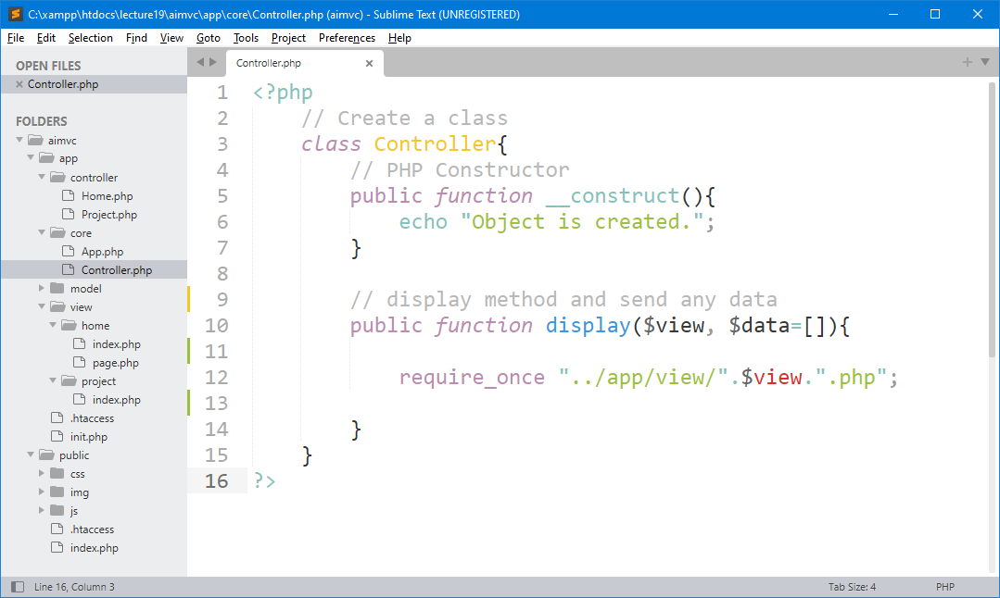 C:\xampp\htdocs\lecture19\aimvc\app\core\Controller.php (aimvc) - Sublime Text (UNREGISTERED)
File Edit Selection Find View Goto Tools Project Preferences Help
OPEN FILES
Controller.php
FOLDERS
aimvc
app
controller
Home.php
Project.php
core
App.php
Controller.php
model
view
home
index.php
page.php
project
index.php
.htaccess
init.php
public
css
img
js
.htaccess
index.php
Controller.php
1 <?php
2     // Create a class
3     class Controller{
4         // PHP Constructor
5         public function __construct(){
6             echo "Object is created.";
7         }
8
9         // display method and send any data
10         public function display($view, $data=[]){
11
12             require_once "../app/view/".$view.".php";
13
14         }
15     }
16 ?>
Line 16, Column 3
Tab Size: 4
PHP